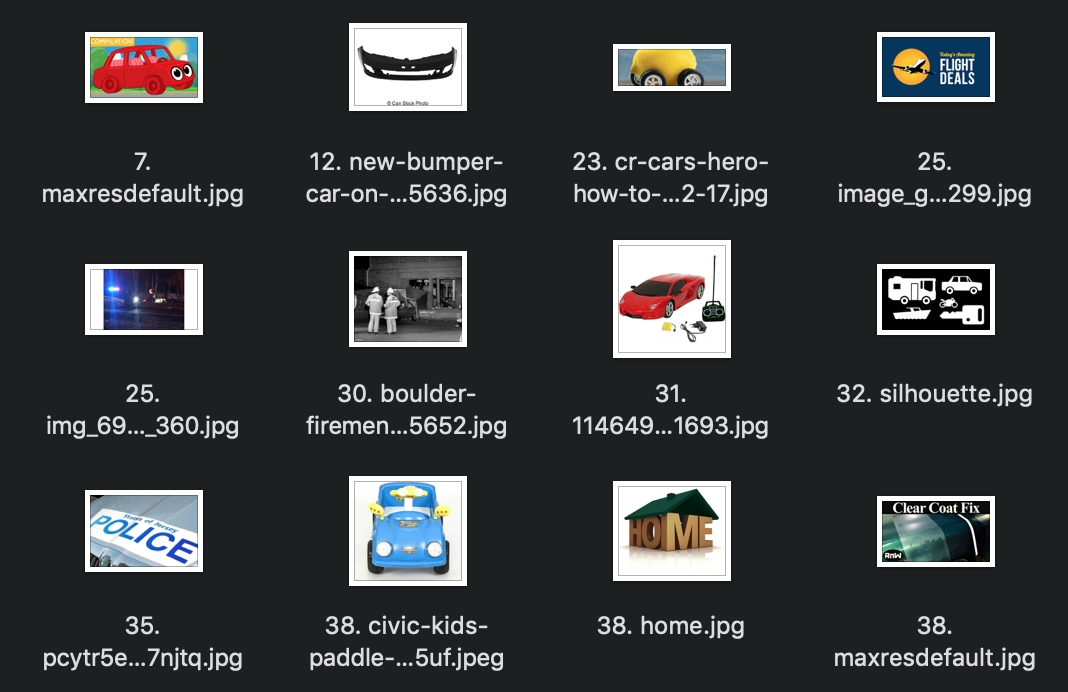 COMPILATION
© Can Stock Photo
Today's Amazing
FLIGHT
DEALS
7.
maxresdefault.jpg
12. new-bumper-
car-on-...5636.jpg
23. cr-cars-hero-
how-to-...2-17.jpg
25.
image_g...299.jpg
25.
img_69..._360.jpg
30. boulder-
firemen...5652.jpg
31.
114649...1693.jpg
32. silhouette.jpg
States of Jersey
POLICE
HOME
Clear Coat Fix
RnW
35.
pcytr5e...7njtq.jpg
38. civic-kids-
paddle-...5uf.jpeg
38. home.jpg
38.
maxresdefault.jpg